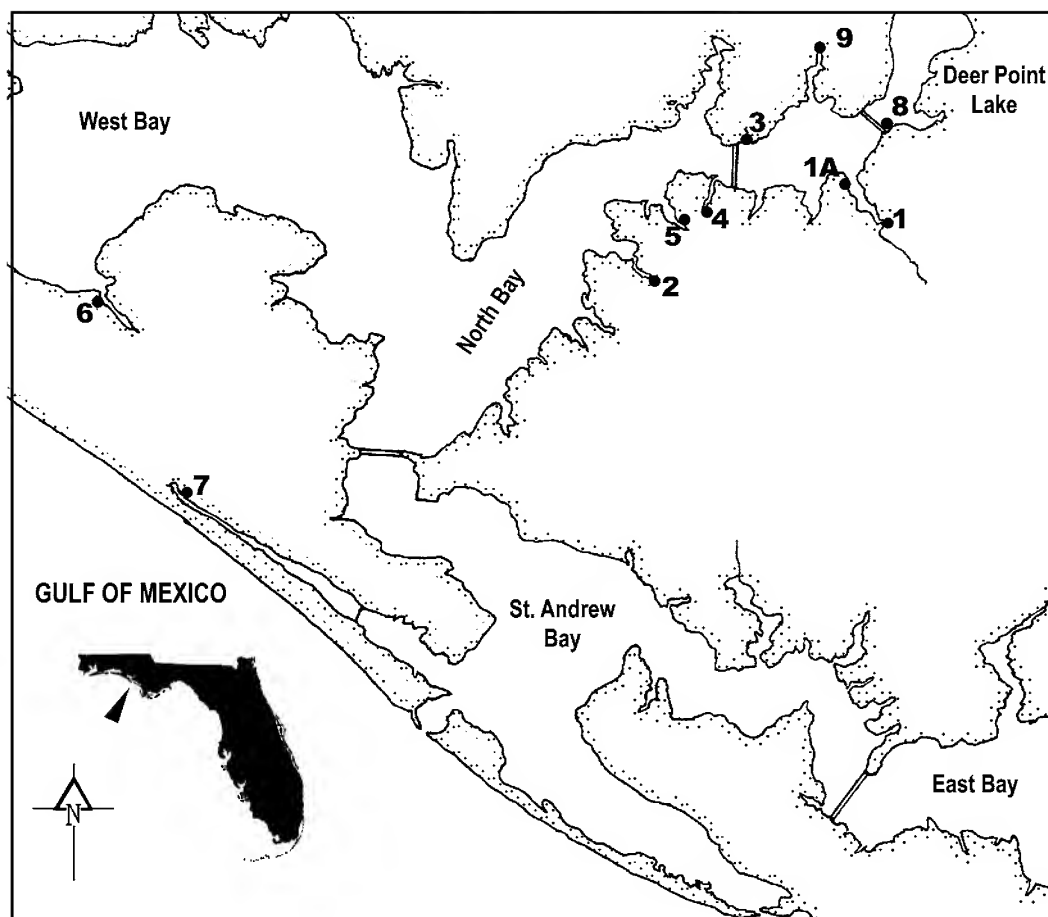 9
Deer Point
Lake
West Bay
8
3
1A
4
5
1
2
6
North Bay
7
GULF OF MEXICO
St. Andrew
Bay
N
East Bay